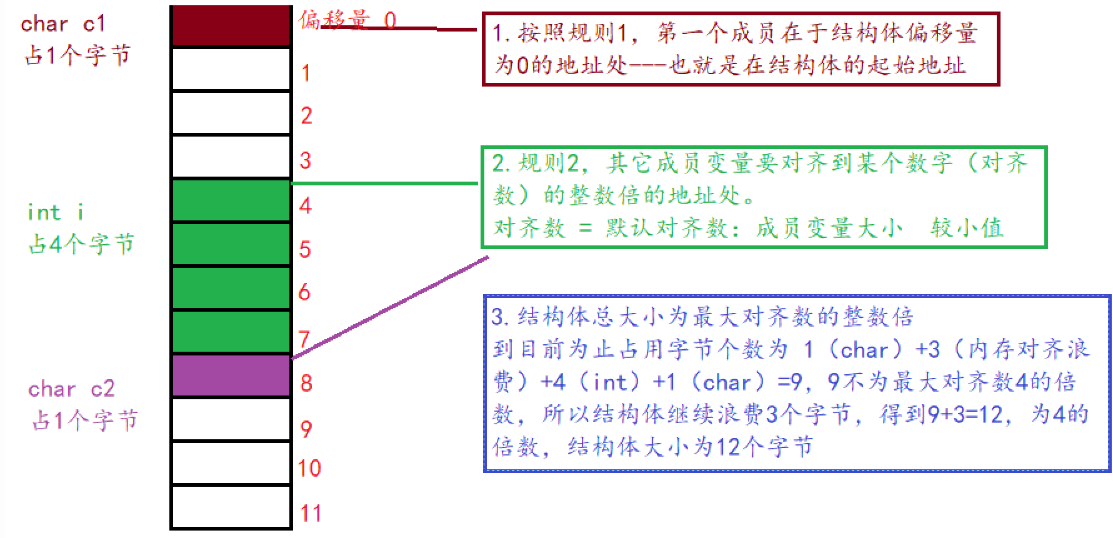 char c1
占1个字节
偏移量 0
1
2
3
4
5
6
7
8
9
10
11
int i
占4个字节
char c2
占1个字节
1.按照规则1，第一个成员在于结构体偏移量
为0的地址处---也就是在结构体的起始地址
2.规则2，其它成员变量要对齐到某个数字（对齐
数）的整数倍的地址处。
对齐数 = 默认对齐数：成员变量大小 较小值
3.结构体总大小为最大对齐数的整数倍
到目前为止占用字节个数为 1（char）+3（内存对齐浪
费）+4（int）+1（char）=9，9不为最大对齐数4的倍
数，所以结构体继续浪费3个字节，得到9+3=12，为4的
倍数，结构体大小为12个字节